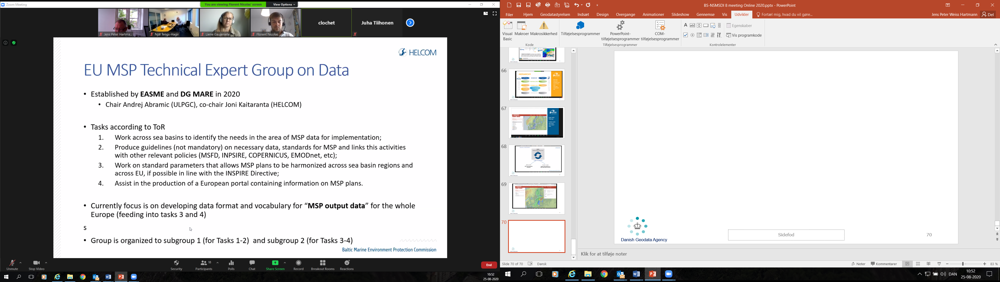 Zoom Meeting
You are viewing Florent Nicolas' screen
View Options
Jens Peter Hartma...
Njål Tengs-Hagir
Liene Gaujeniete
Florent Nicolas
clochet
Juha Tiihonen
HELCOM
EU MSP Technical Expert Group on Data
• Established by EASME and DG MARE in 2020
• Chair Andrej Abramic (ULPGC), co-chair Joni Kaitaranta (HELCOM)
• Tasks according to ToR
1. Work across sea basins to identify the needs in the area of MSP data for implementation;
2. Produce guidelines (not mandatory) on necessary data, standards for MSP and links this activities
with other relevant policies (MSFD, INPSIRE, COPERNICUS, EMODnet, etc);
3. Work on standard parameters that allows MSP plans to be harmonized across sea basin regions and
across EU, if possible in line with the INSPIRE Directive;
4. Assist in the production of a European portal containing information on MSP plans.
• Currently focus is on developing data format and vocabulary for “MSP output data” for the whole
Europe (feeding into tasks 3 and 4)
s
• Group is organized to subgroup 1 (for Tasks 1-2) and subgroup 2 (for Tasks 3-4)
Baltic Marine Environment Protection Commission
Unmute
Stop Video
Security
Participants
18
Polls
Chat
Share Screen
Record
Breakout Rooms
Reactions
End
10:52
25-08-2020
BS-NSMSDI 8 meeting Online 2020.pptx - PowerPoint
Filer
Hjem
Geodatastyrelsen
Indsæt
Design
Overgange
Animationer
Slideshow
Gennemse
Vis
Udvikler
Fortæl mig, hvad du vil gøre...
Jens Peter Weiss Hartmann
Del
Visual
Basic
Makroer
Makrosikkerhed
Tilføjelsesprogrammer
PowerPoint-
tilføjelsesprogrammer
COM-
tilføjelsesprogrammer
Egenskaber
Vis programkode
Kode
Tilføjelsesprogrammer
Kontrolelementer
66
HIERARCHY
67
68
69
70
Danish Geodata Agency
Sidefod
70
Klik for at tilføje noter
Slide 70 of 70
Dansk
Noter
Kommentarer
83 %
DAN
10:52
25-08-2020